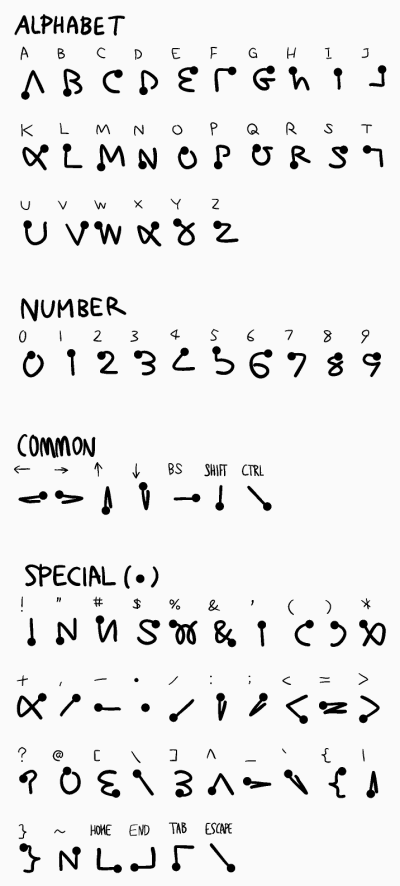 ALPHABET
A B C D E F G H I J
K L M N O P Q R S T
U V W X Y Z
NUMBER
0 1 2 3 4 5 6 7 8 9
COMMON
← → ↑ ↓ BS SHIFT CTRL
SPECIAL (•)
! " # $ % & ' ( ) *
+ , - . / : ; < = >
? @ [ \ ] ^ _ ` { |
} ~ HOME END TAB ESCAPE